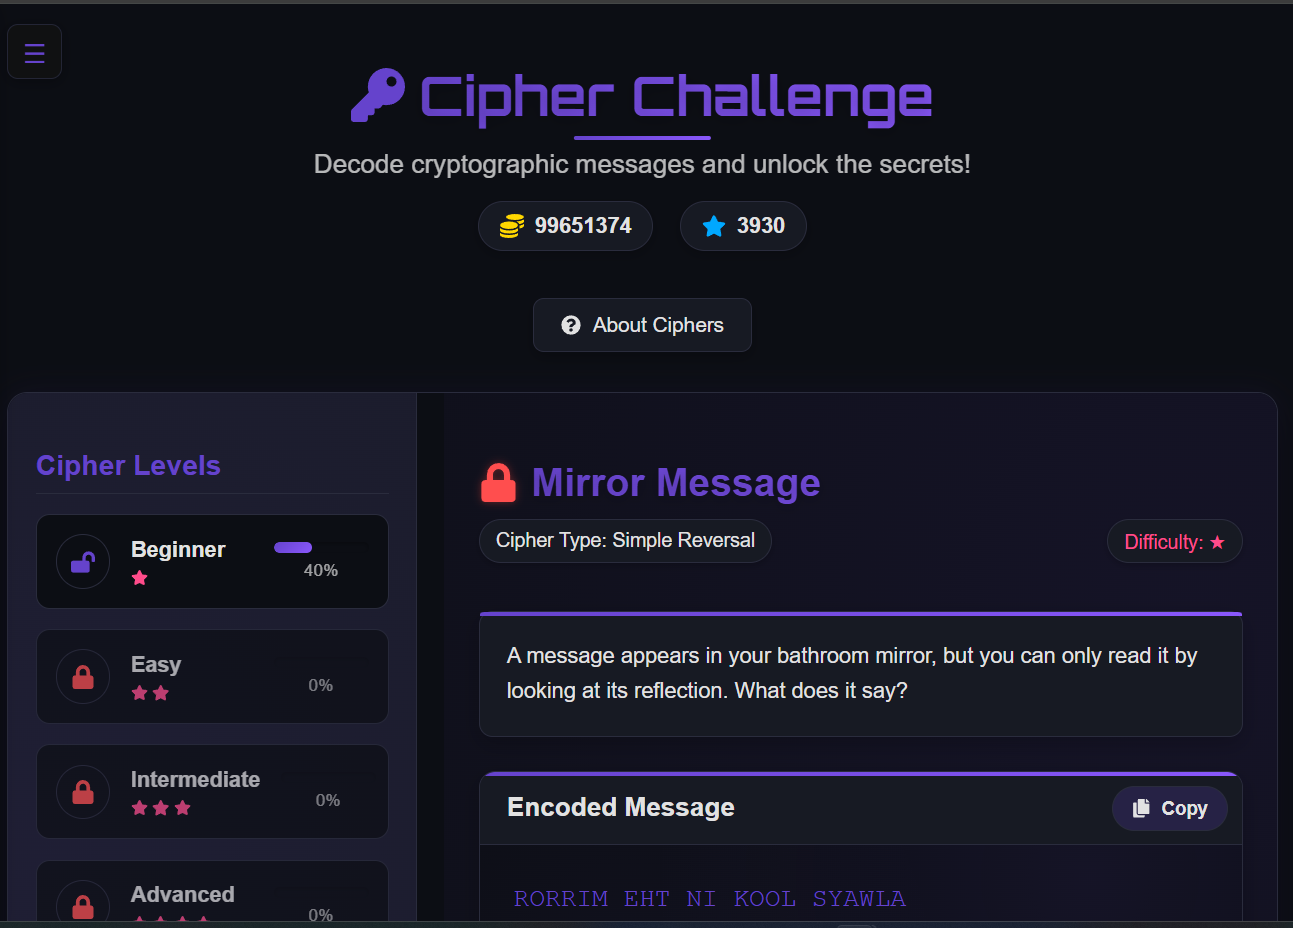 Cipher Challenge
Decode cryptographic messages and unlock the secrets!
99651374
3930
About Ciphers
Cipher Levels
Beginner
40%
Easy
0%
Intermediate
0%
Advanced
0%
Mirror Message
Cipher Type: Simple Reversal
Difficulty:
A message appears in your bathroom mirror, but you can only read it by
looking at its reflection. What does it say?
Encoded Message
Copy
RORRIM EHT NI KOOL SYAWLA